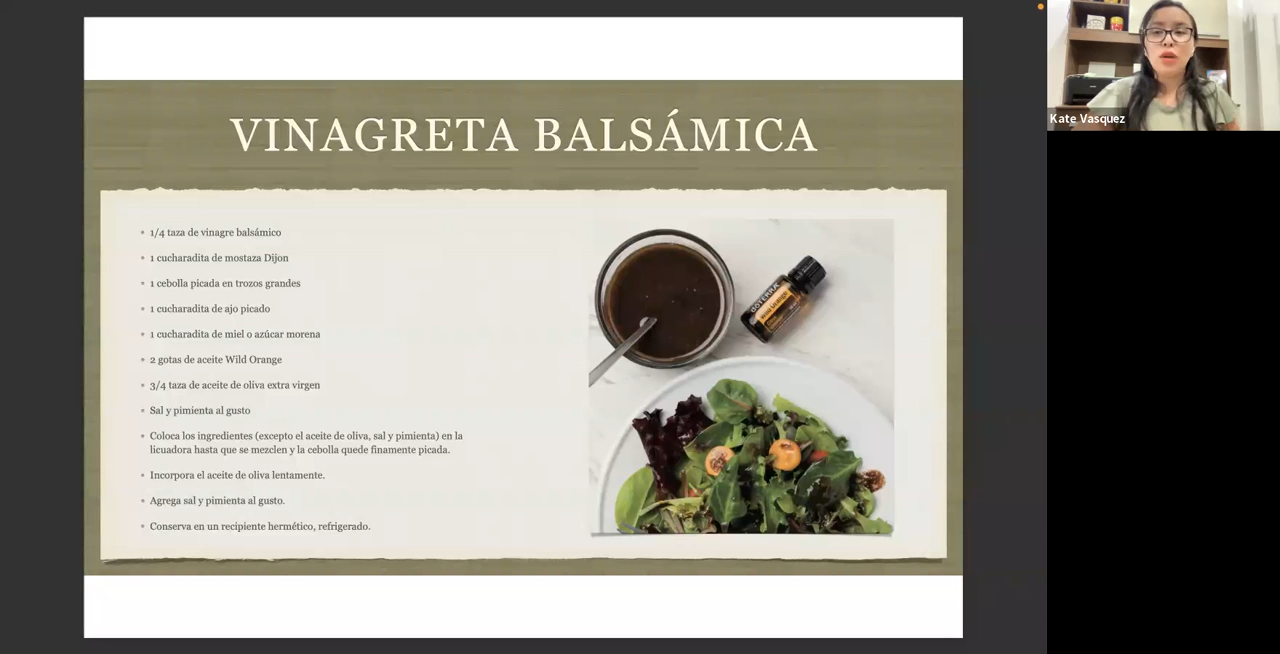 VINAGRETA BALSÁMICA
1/4 taza de vinagre balsámico
1 cucharadita de mostaza Dijon
1 cebolla picada en trozos grandes
1 cucharadita de ajo picado
1 cucharadita de miel o azúcar morena
2 gotas de aceite Wild Orange
3/4 taza de aceite de oliva extra virgen
Sal y pimienta al gusto
Coloca los ingredientes (excepto el aceite de oliva, sal y pimienta) en la
licuadora hasta que se mezclen y la cebolla quede finamente picada.
Incorpora el aceite de oliva lentamente.
Agrega sal y pimienta al gusto.
Conserva en un recipiente hermético, refrigerado.
dōTERRA
Wild Orange
Kate Vasquez